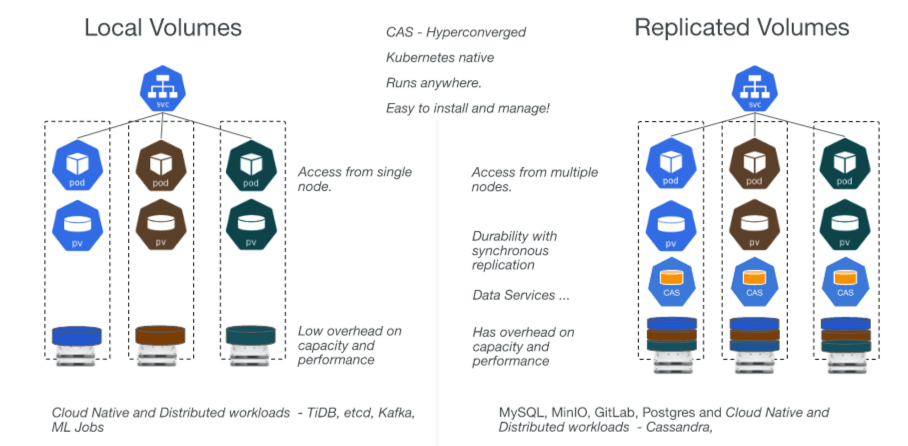 Local Volumes
CAS - Hyperconverged
Kubernetes native
Runs anywhere.
Easy to install and manage!
Replicated Volumes
svc
pod
pod
pod
pv
pv
pv
Access from single
node.
Low overhead on
capacity and
performance
Cloud Native and Distributed workloads - TiDB, etcd, Kafka,
ML Jobs
svc
Access from multiple
nodes.
pod
pod
pod
Durability with
synchronous
replication
pv
pv
pv
Data Services ...
CAS
CAS
CAS
Has overhead on
capacity and
performance
MySQL, MinIO, GitLab, Postgres and Cloud Native and
Distributed workloads - Cassandra,